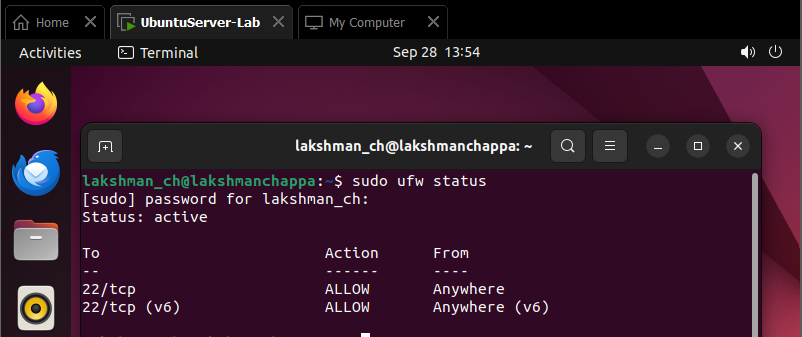 Home UbuntuServer-Lab My Computer
Activities Terminal Sep 28 13:54
lakshman_ch@lakshmanchappa: ~
lakshman_ch@lakshmanchappa:~$ sudo ufw status
[sudo] password for lakshman_ch:
Status: active
To Action From
-- ------ ----
22/tcp ALLOW Anywhere
22/tcp (v6) ALLOW Anywhere (v6)